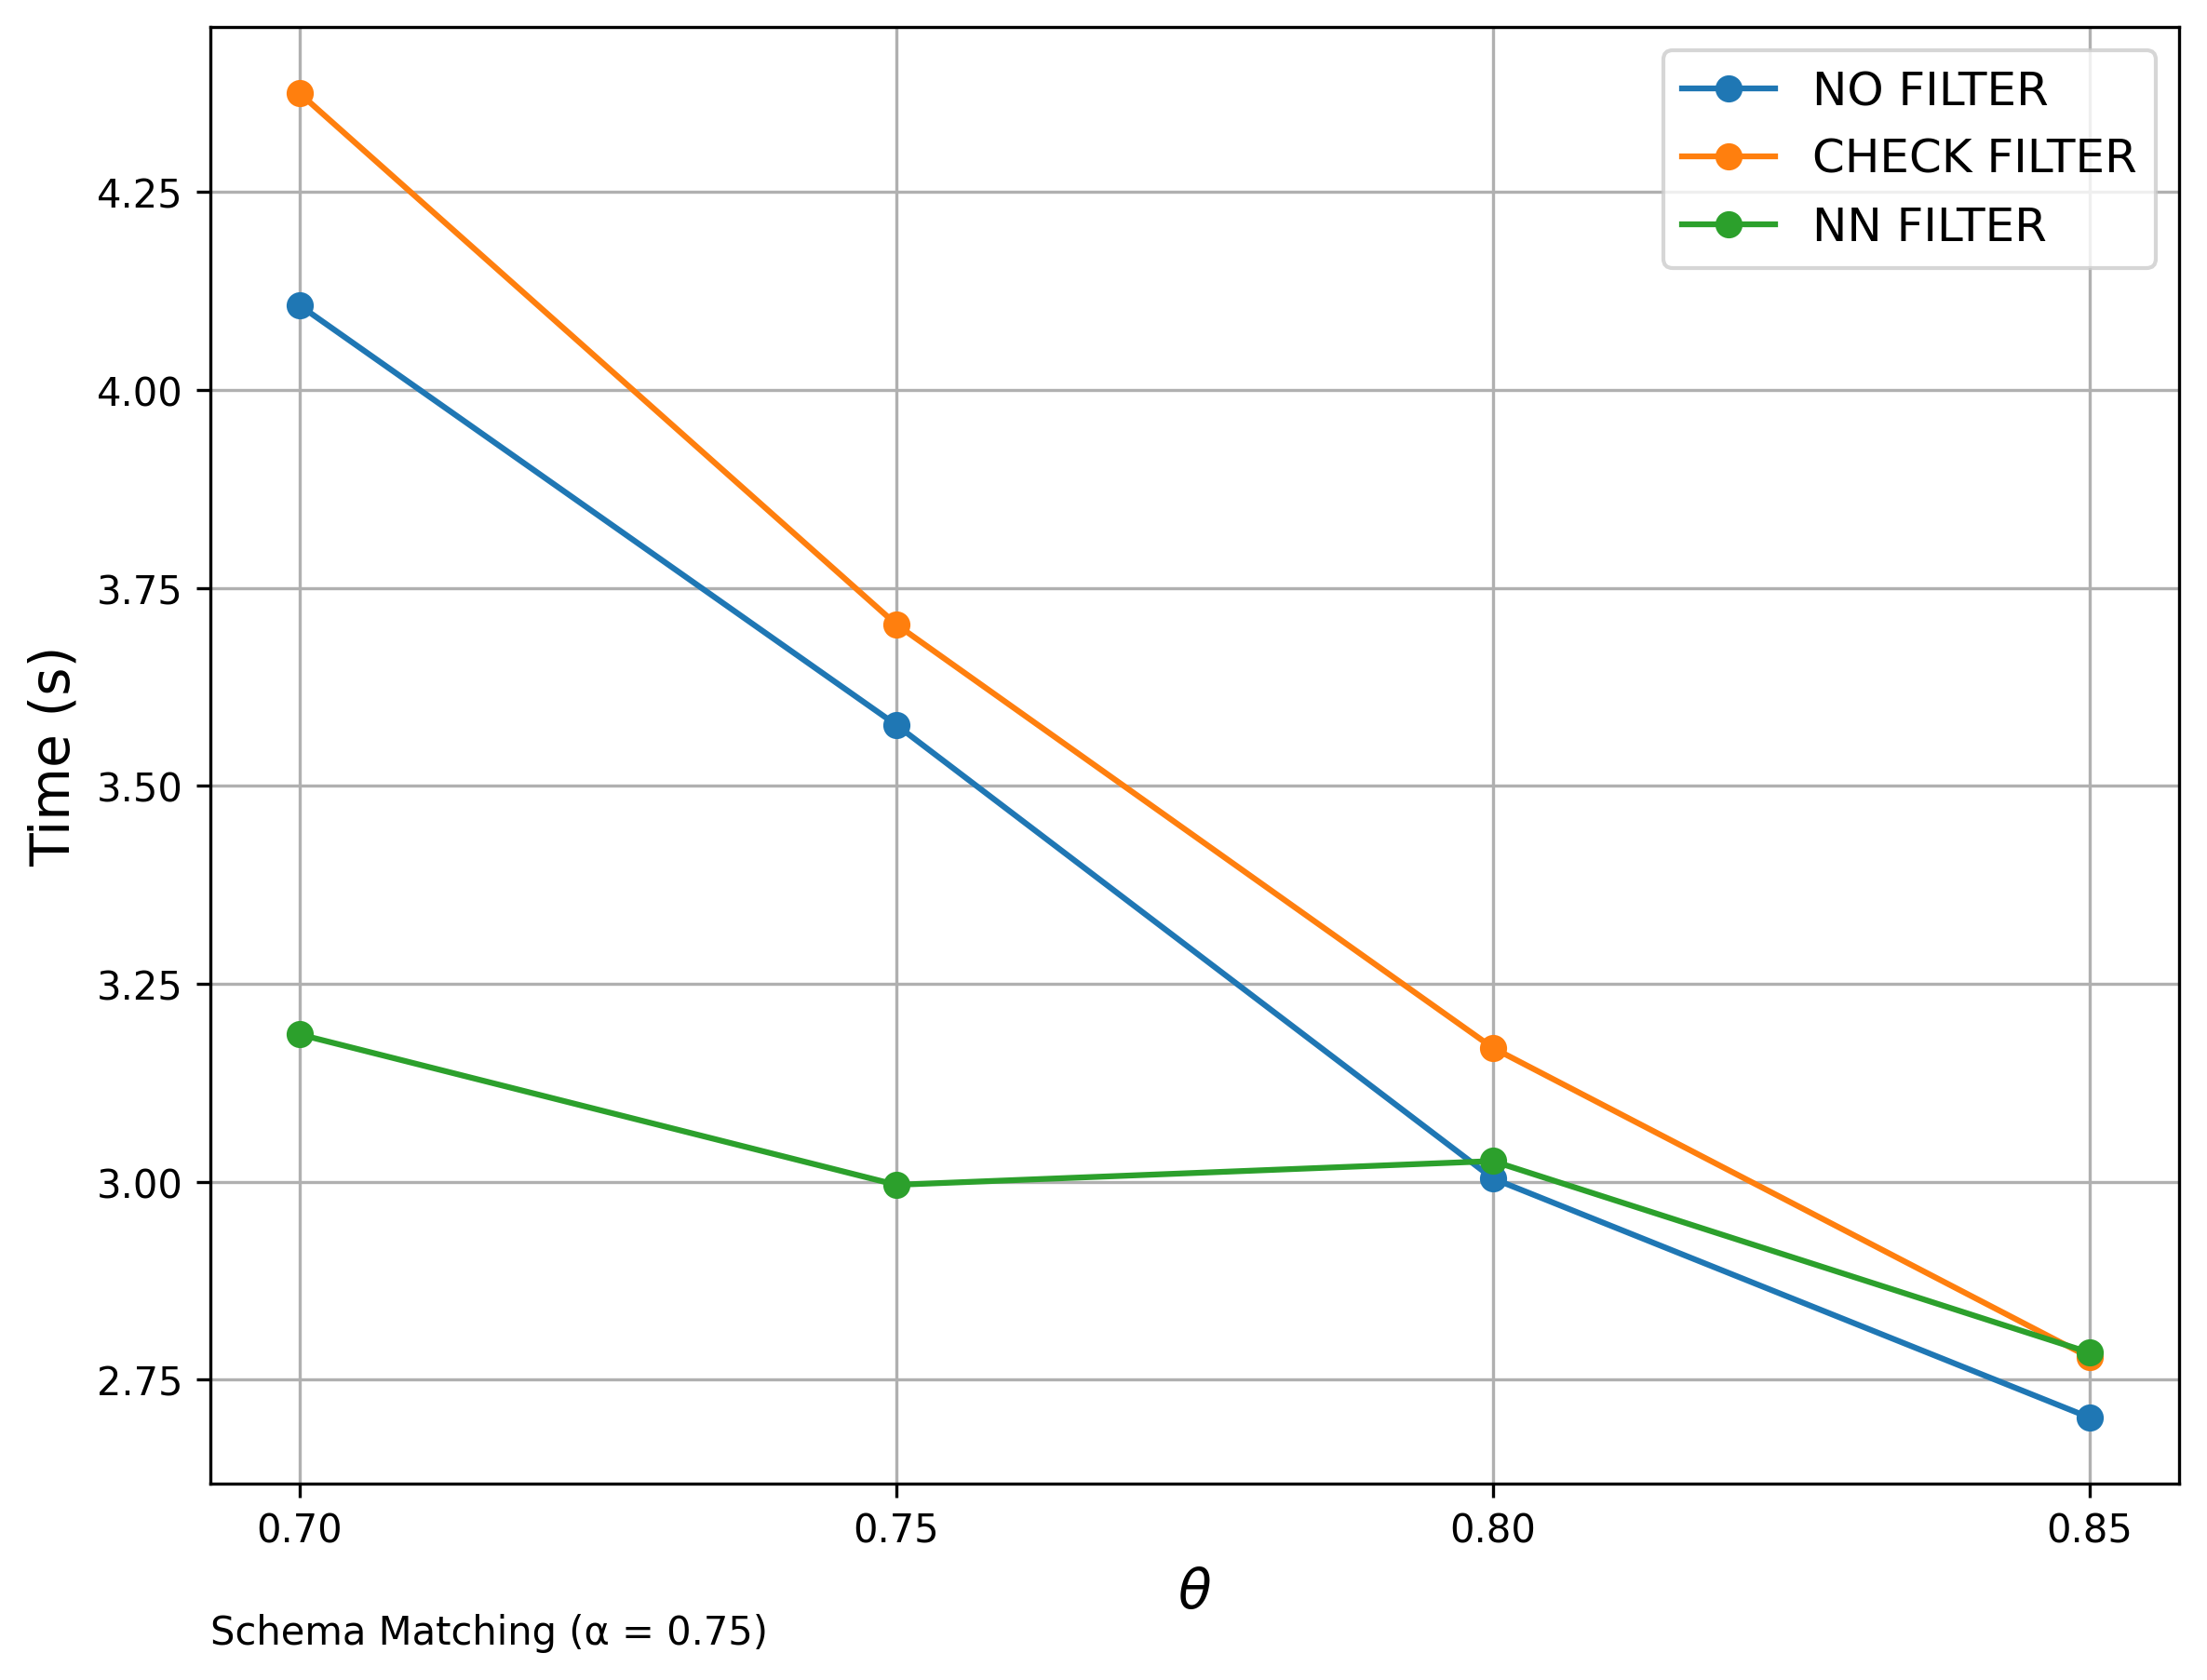 NO FILTER
CHECK FILTER
NN FILTER
4.25
4.00
3.75
3.50
3.25
3.00
2.75
Time (s)
0.70 0.75 0.80 0.85
θ
Schema Matching (α = 0.75)